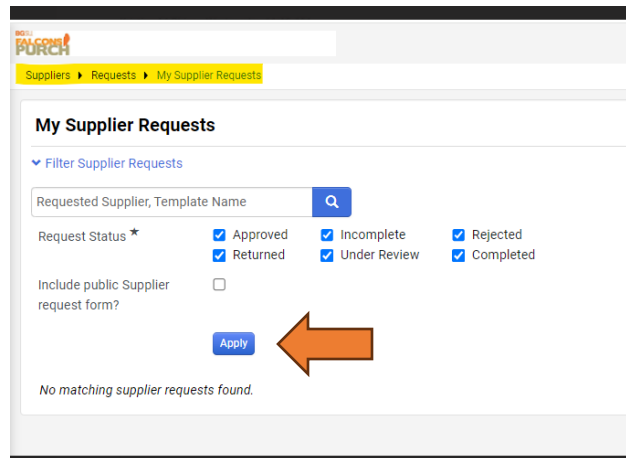 BGSU
FALCONS
PURCH
Suppliers Requests My Supplier Requests
My Supplier Requests
Filter Supplier Requests
Requested Supplier, Template Name
Request Status ★ Approved Incomplete Rejected
Returned Under Review Completed
Include public Supplier
request form?
Apply
No matching supplier requests found.